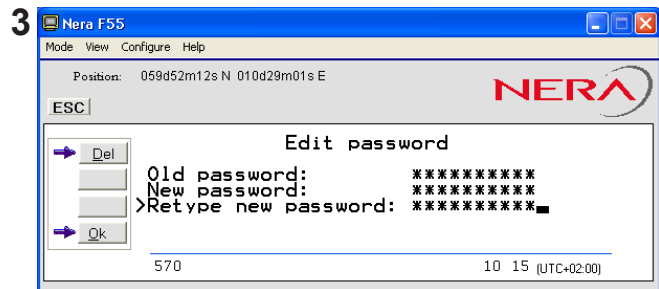 3
Nera F55
Mode View Configure Help
Position: 059d52m12s N 010d29m01s E
NERA
ESC
Edit password
Del
Old password: **********
New password: **********
>Retype new password: **********
Ok
570 10 15 (UTC+02:00)